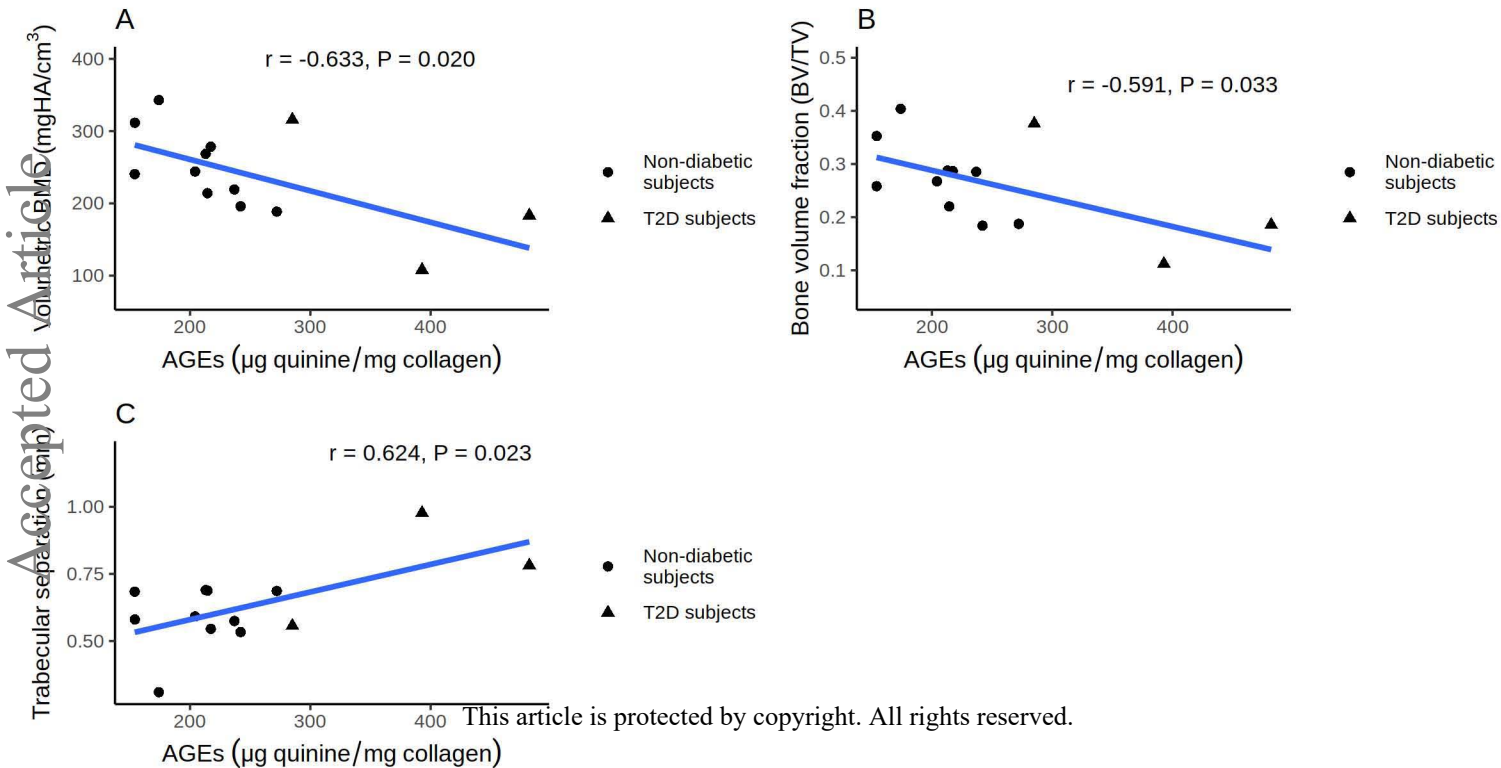 A
Volumetric BMD (mgHA/cm3)
400
300
200
100
r = -0.633, P = 0.020
200 300 400
AGEs (µg quinine/mg collagen)
Non-diabetic
subjects
T2D subjects
B
Bone volume fraction (BV/TV)
0.5
0.4
0.3
0.2
0.1
r = -0.591, P = 0.033
200 300 400
AGEs (µg quinine/mg collagen)
Non-diabetic
subjects
T2D subjects
C
Trabecular separation (mm)
1.00
0.75
0.50
r = 0.624, P = 0.023
200 300 400
AGEs (µg quinine/mg collagen)
Non-diabetic
subjects
T2D subjects
Accepted Article
This article is protected by copyright. All rights reserved.